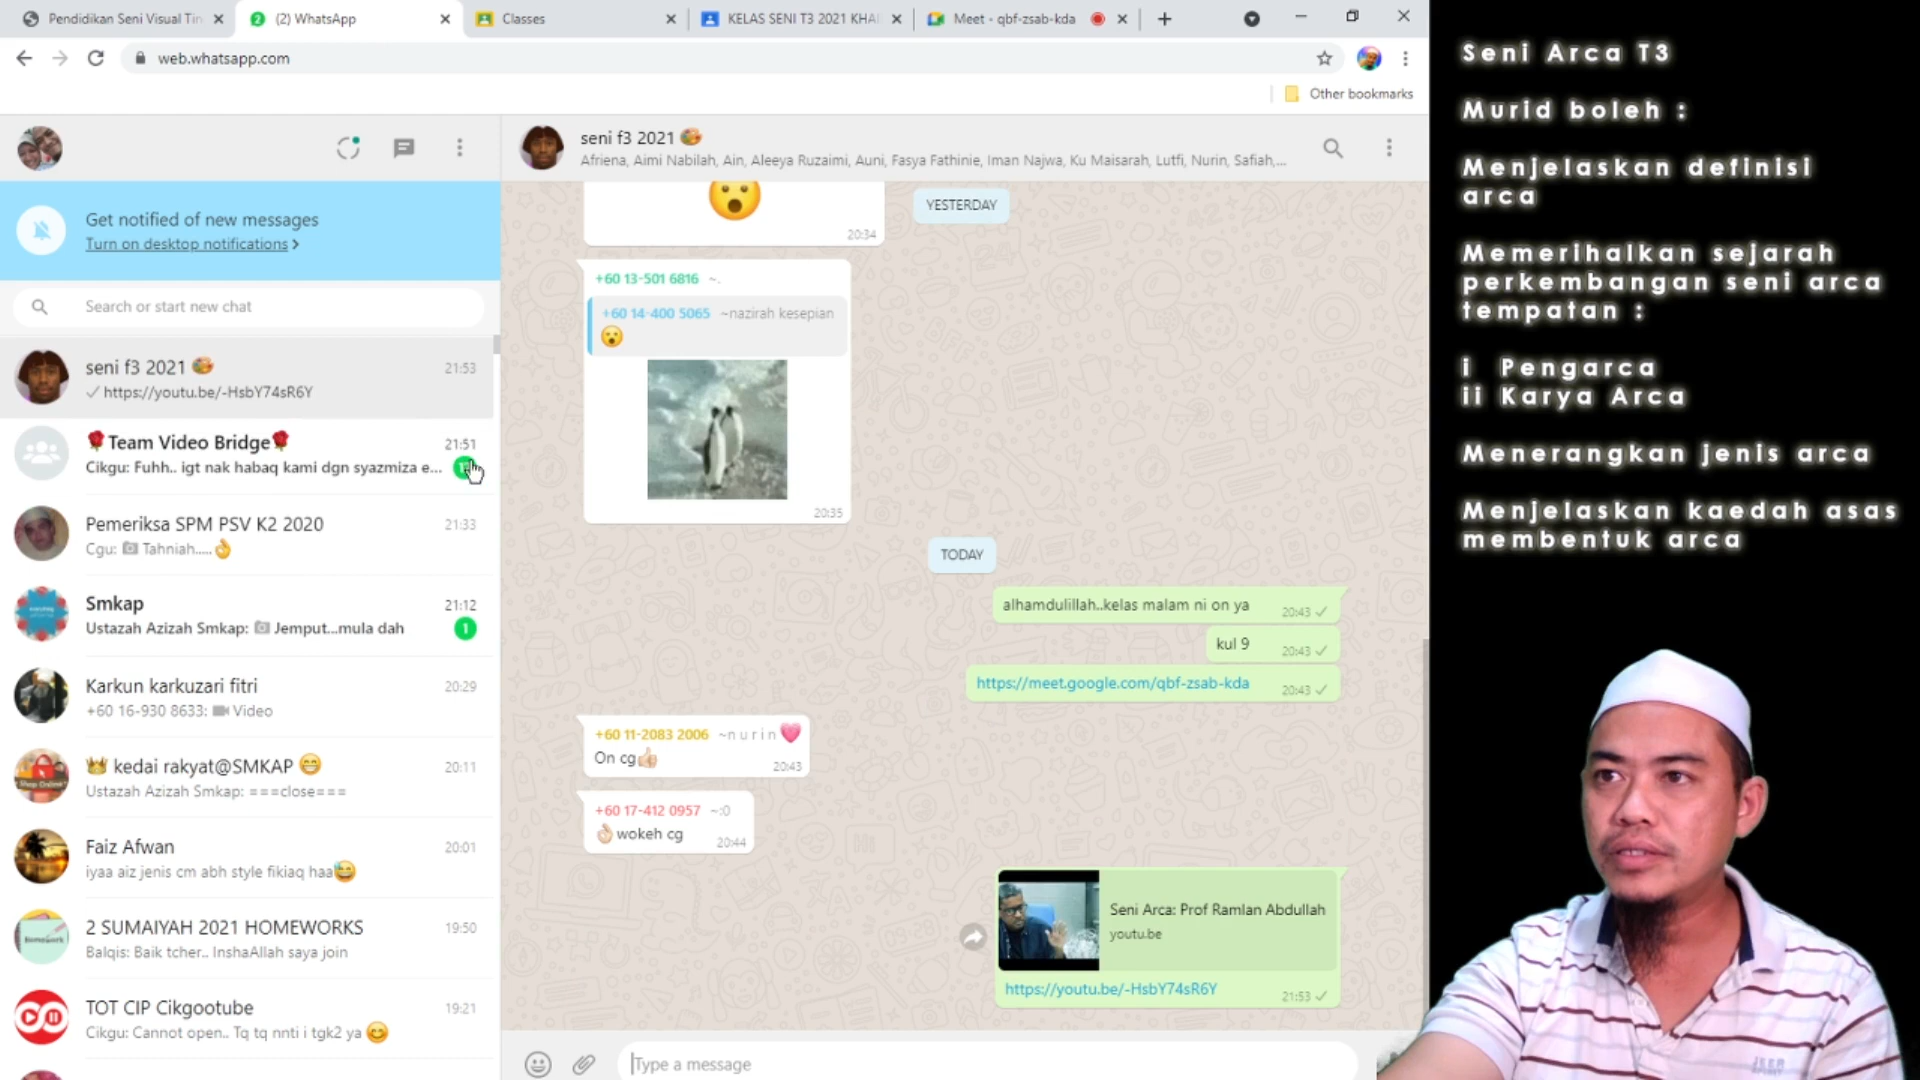 Pendidikan Seni Visual Tin
(2) WhatsApp
Classes
KELAS SENI T3 2021 KHA
Meet - qbf-zsab-kda
web.whatsapp.com
Other bookmarks
Get notified of new messages
Turn on desktop notifications >
Search or start new chat
seni f3 2021 🎨 21:53
✓ https://youtu.be/-HsbY74sR6Y
🌹Team Video Bridge🌹 21:51
Cikgu: Fuhh.. igt nak habaq kami dgn syazmiza e...
Pemeriksa SPM PSV K2 2020 21:33
Cgu: 📷 Tahniah.....👌
Smkap 21:12
Ustazah Azizah Smkap: 📷 Jemput...mula dah 1
Karkun karkuzari fitri 20:29
+60 16-930 8633: Video
👑 kedai rakyat@SMKAP 😁 20:11
Ustazah Azizah Smkap: ===close===
Faiz Afwan 20:01
iyaa aiz jenis cm abh style fikiaq haa😅
2 SUMAIYAH 2021 HOMEWORKS 19:50
Balqis: Baik tcher.. InshaAllah saya join
TOT CIP Cikgootube 19:21
Cikgu: Cannot open.. Tq tq nnti i tgk2 ya 😊
seni f3 2021 🎨
Afriena, Aimi Nabilah, Ain, Aleeya Ruzaimi, Auni, Fasya Fathinie, Iman Najwa, Ku Maisarah, Lutfi, Nurin, Safiah,...
YESTERDAY
😮
20:34
+60 13-501 6816 ~.
+60 14-400 5065 ~nazirah kesepian
😮
20:35
TODAY
alhamdulillah..kelas malam ni on ya 20:43 ✓
kul 9 20:43 ✓
https://meet.google.com/qbf-zsab-kda 20:43 ✓
+60 11-2083 2006 ~n u r i n💗
On cg👍🏻 20:43
+60 17-412 0957 ~:0
👌🏻wokeh cg 20:44
Seni Arca: Prof Ramlan Abdullah
youtu.be
https://youtu.be/-HsbY74sR6Y 21:53 ✓
Type a message
Seni Arca T3
Murid boleh :
Menjelaskan definisi
arca
Memerihalkan sejarah
perkembangan seni arca
tempatan :
i Pengarca
ii Karya Arca
Menerangkan jenis arca
Menjelaskan kaedah asas
membentuk arca